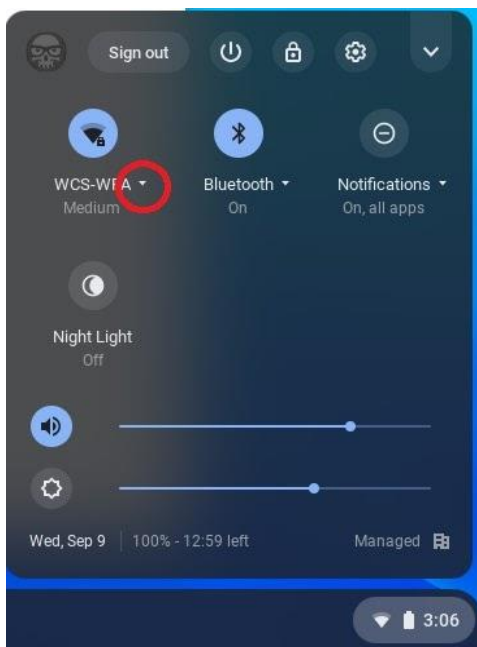 Sign out
WCS-WPA Bluetooth Notifications
Medium On On, all apps
Night Light
Off
Wed, Sep 9 100% - 12:59 left Managed
3:06